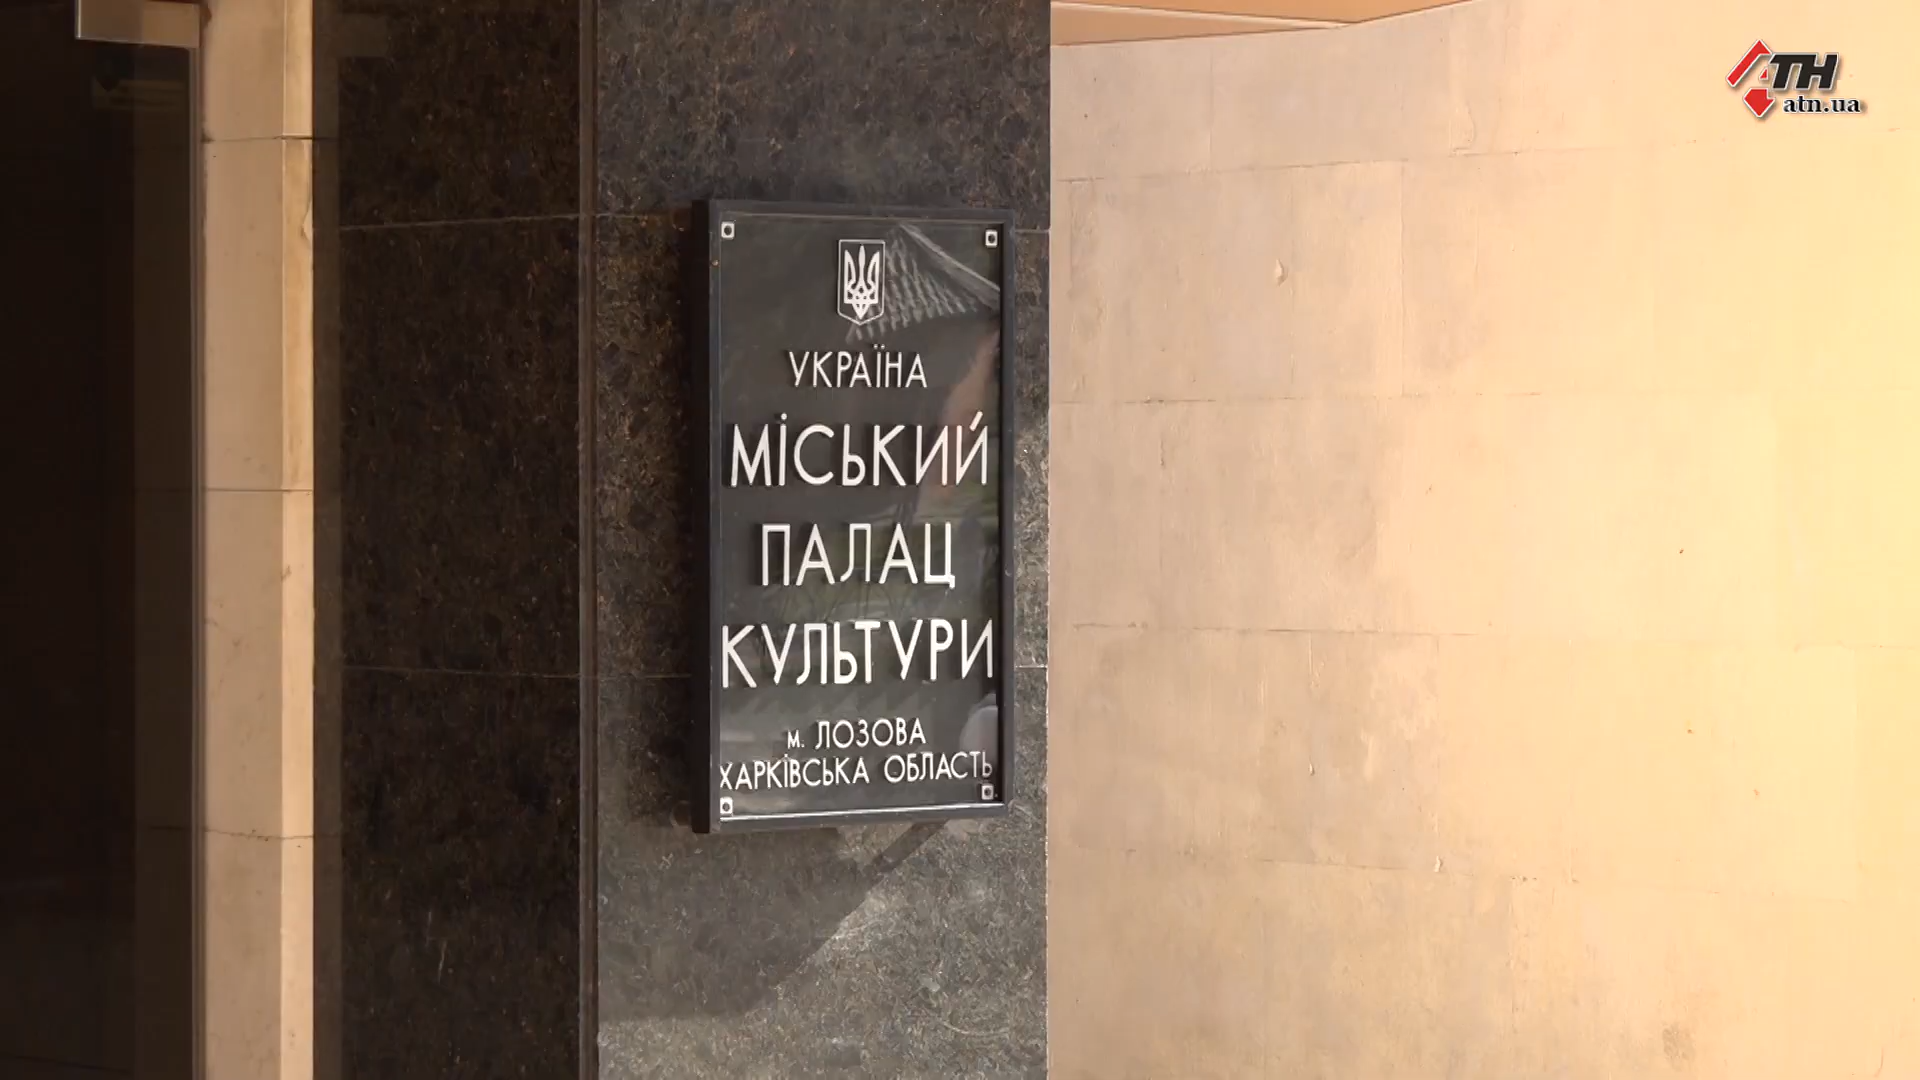 АТН
atn.ua
УКРАЇНА
МІСЬКИЙ
ПАЛАЦ
КУЛЬТУРИ
м. ЛОЗОВА
ХАРКІВСЬКА ОБЛАСТЬ